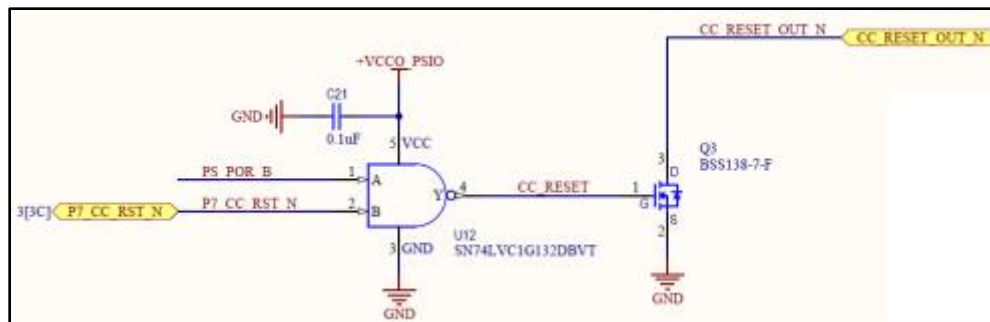 CC_RESET_OUT_N
CC_RESET_OUT_N
+VCCO_PSIO
C21
GND
0.1uF
5 VCC
Q3
BSS138-7-F
3
D
PS_POR_B
1
A
Y
4
CC_RESET
1
G
3[3C]
P7_CC_RST_N
P7_CC_RST_N
2
B
S
2
U12
SN74LVC1G132DBVT
3 GND
GND
GND